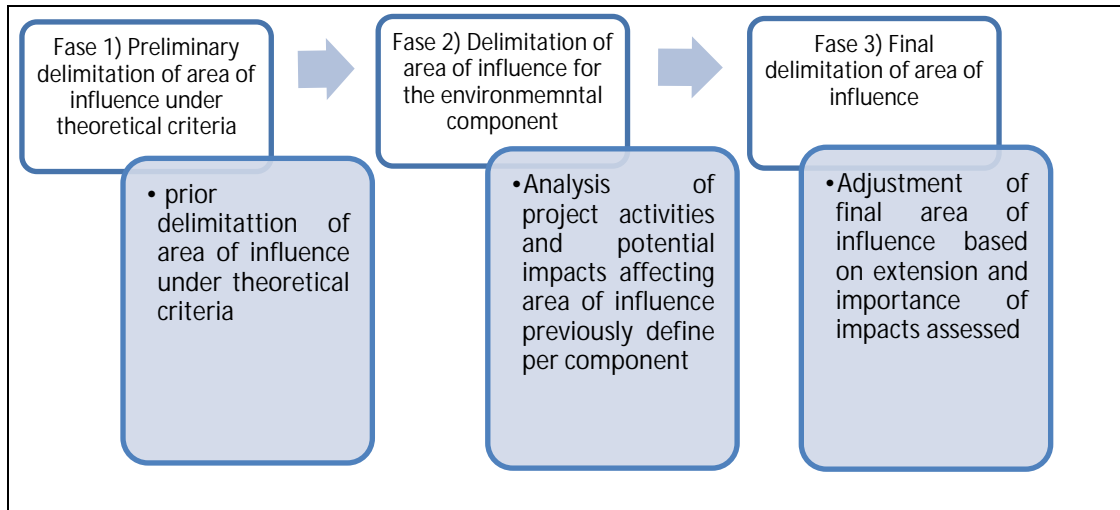 Fase 1) Preliminary
delimitation of area of
influence under
theoretical criteria
• prior
delimitattion of
area of influence
under theoretical
criteria
Fase 2) Delimitation of
area of influence for
the environmemntal
component
•Analysis of
project activities
and potential
impacts affecting
area of influence
previously define
per component
Fase 3) Final
delimitation of area of
influence
•Adjustment of
final area of
influence based
on extension and
importance of
impacts assessed